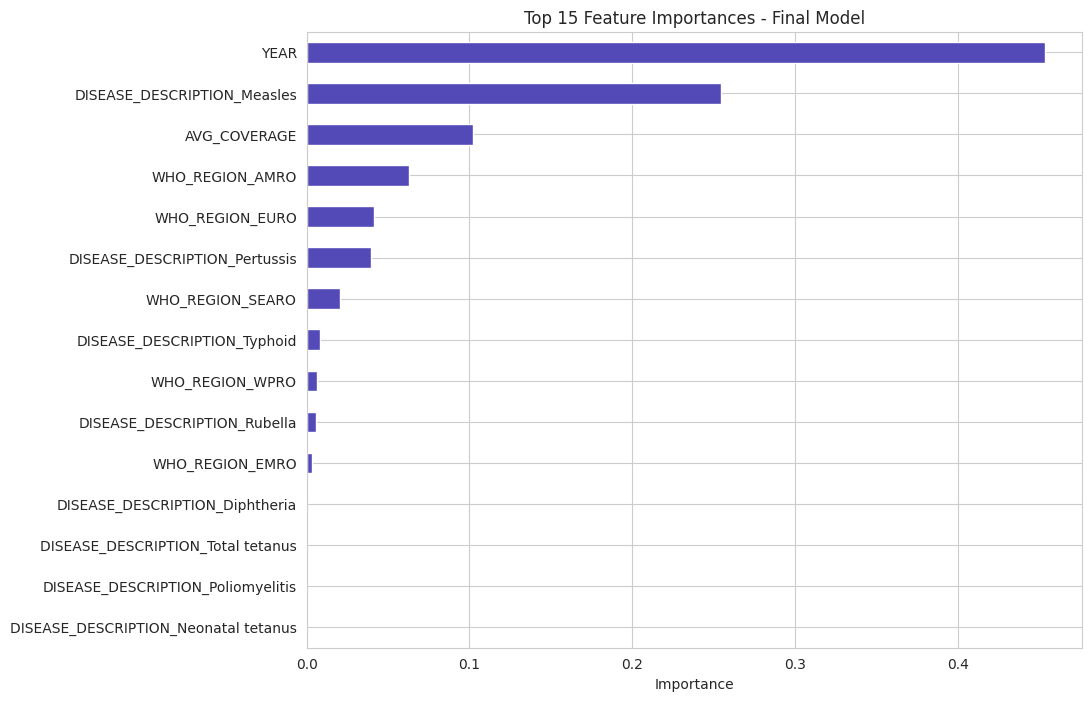 Top 15 Feature Importances - Final Model
YEAR
DISEASE_DESCRIPTION_Measles
AVG_COVERAGE
WHO_REGION_AMRO
WHO_REGION_EURO
DISEASE_DESCRIPTION_Pertussis
WHO_REGION_SEARO
DISEASE_DESCRIPTION_Typhoid
WHO_REGION_WPRO
DISEASE_DESCRIPTION_Rubella
WHO_REGION_EMRO
DISEASE_DESCRIPTION_Diphtheria
DISEASE_DESCRIPTION_Total tetanus
DISEASE_DESCRIPTION_Poliomyelitis
DISEASE_DESCRIPTION_Neonatal tetanus
0.0 0.1 0.2 0.3 0.4
Importance